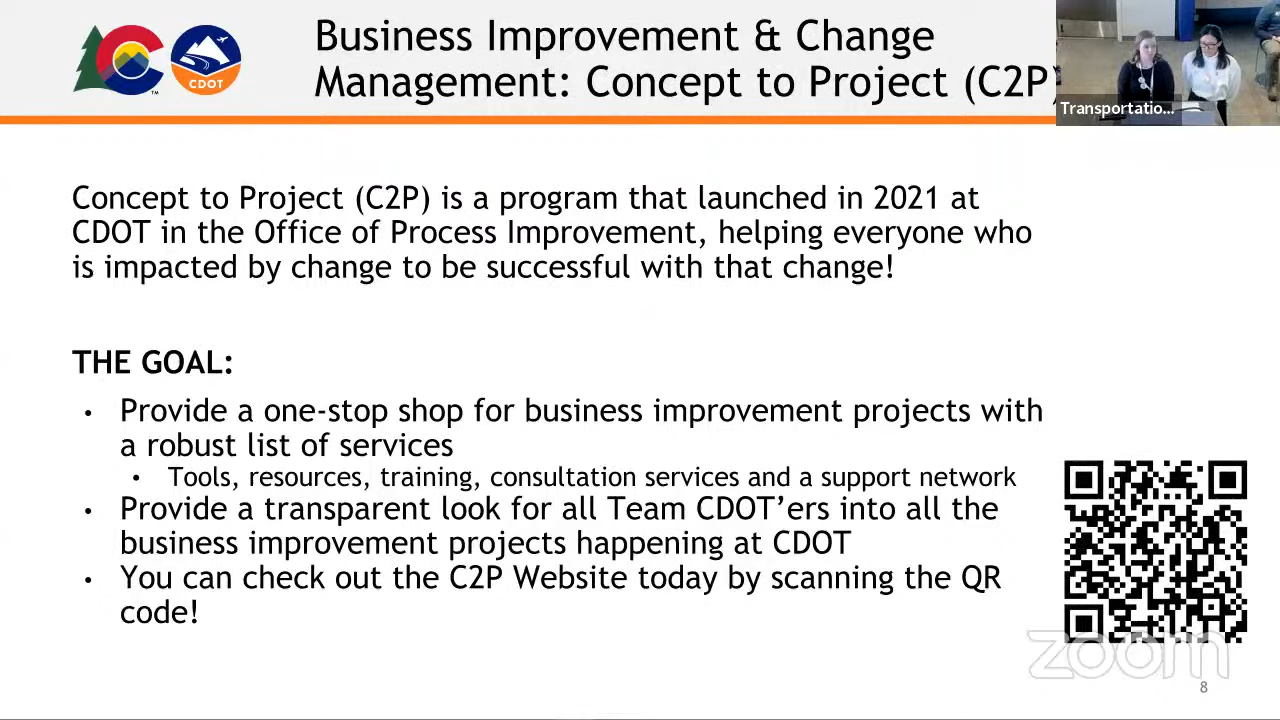 Business Improvement & Change
Management: Concept to Project (C2P)
CDOT
TM
Transportatio...
Concept to Project (C2P) is a program that launched in 2021 at
CDOT in the Office of Process Improvement, helping everyone who
is impacted by change to be successful with that change!
THE GOAL:
• Provide a one-stop shop for business improvement projects with
a robust list of services
• Tools, resources, training, consultation services and a support network
• Provide a transparent look for all Team CDOT’ers into all the
business improvement projects happening at CDOT
• You can check out the C2P Website today by scanning the QR
code!
zoom
8